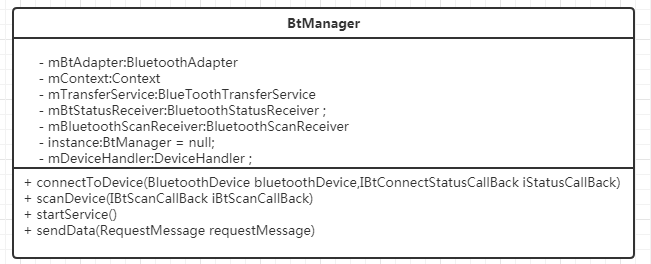 BtManager
- mBtAdapter:BluetoothAdapter
- mContext:Context
- mTransferService:BlueToothTransferService
- mBtStatusReceiver:BluetoothStatusReceiver ;
- mBluetoothScanReceiver:BluetoothScanReceiver
- instance:BtManager = null;
- mDeviceHandler:DeviceHandler ;
+ connectToDevice(BluetoothDevice bluetoothDevice,IBtConnectStatusCallBack iStatusCallBack)
+ scanDevice(IBtScanCallBack iBtScanCallBack)
+ startService()
+ sendData(RequestMessage requestMessage)